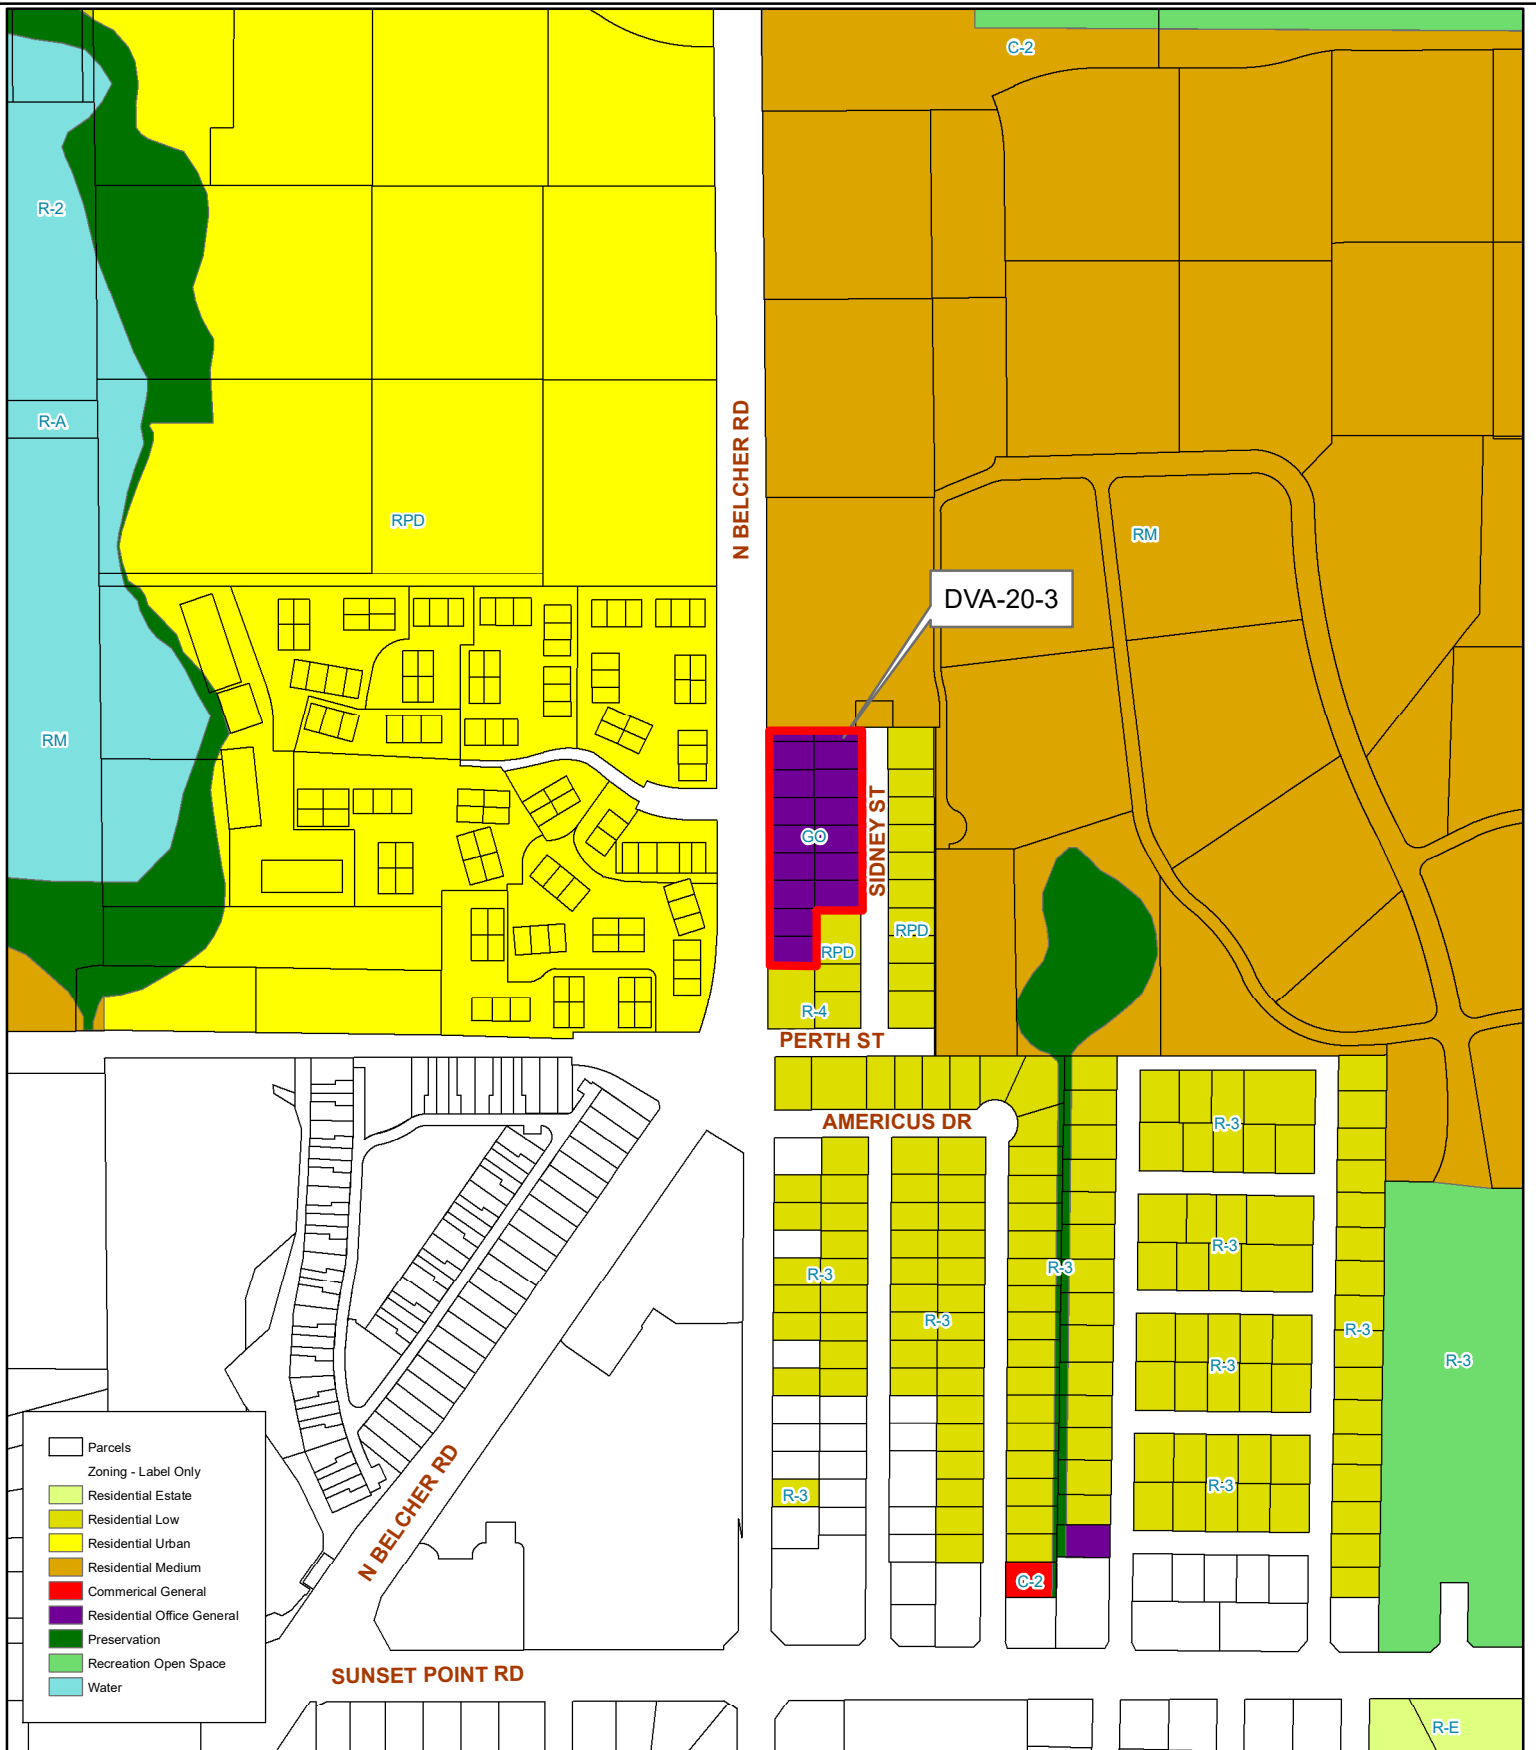 C-2
R-2
R-A
N BELCHER RD
RPD
RM
DVA-20-3
RM
SIDNEY ST
GO
RPD
RPD
R-4
PERTH ST
AMERICUS DR
R-3
R-3
R-3
R-3
R-3
R-3
R-3
R-3
R-3
R-3
R-3
C-2
N BELCHER RD
Parcels
Zoning - Label Only
Residential Estate
Residential Low
Residential Urban
Residential Medium
Commerical General
Residential Office General
Preservation
Recreation Open Space
Water
SUNSET POINT RD
R-E